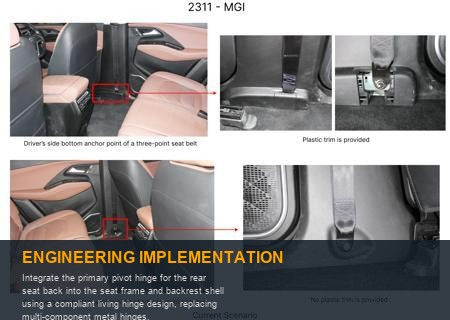 2311 - MGI
Driver's side bottom anchor point of a three-point seat belt
Plastic trim is provided
ENGINEERING IMPLEMENTATION
Integrate the primary pivot hinge for the rear
seat back into the seat frame and backrest shell
using a compliant living hinge design, replacing
multi-component metal hinges.
No plastic trim is provided
Current Scenario